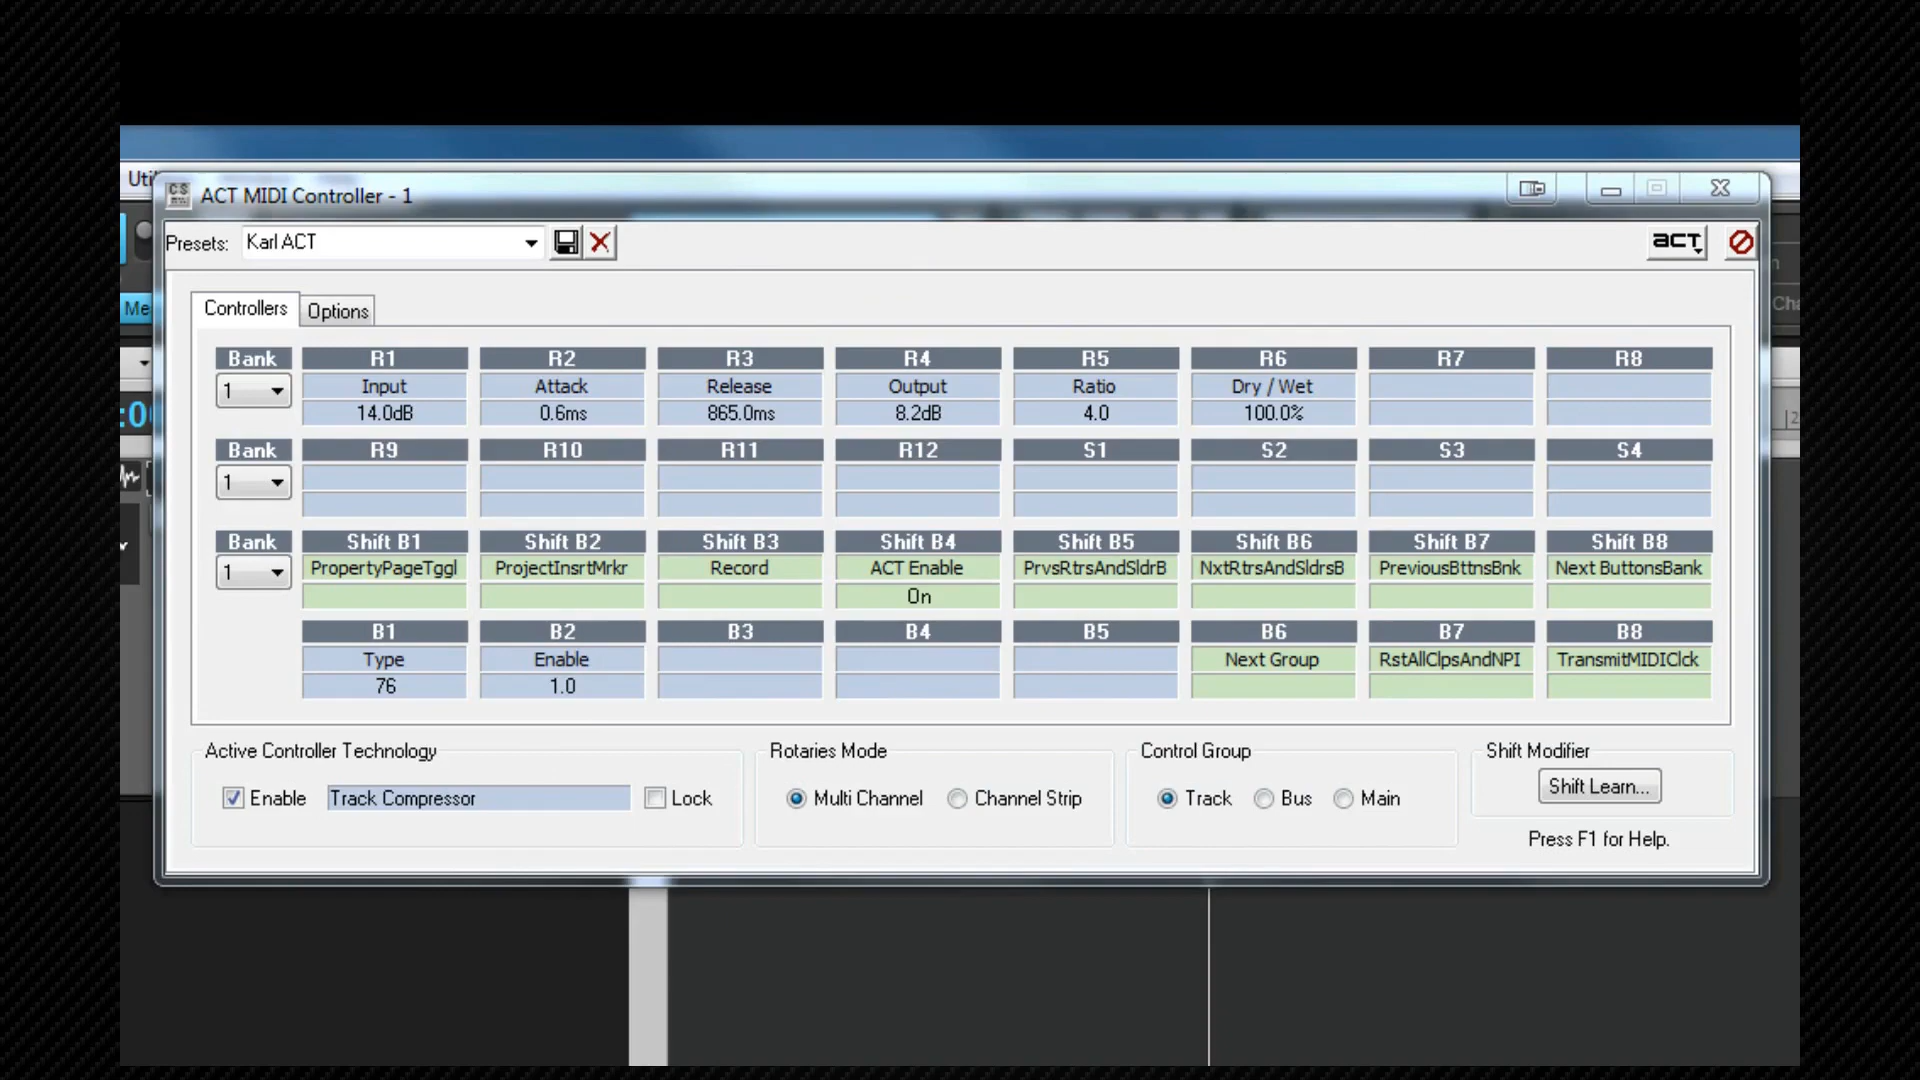 Util
ACT MIDI Controller - 1
Presets: Karl ACT
ACT
Me
Controllers Options
Bank R1 R2 R3 R4 R5 R6 R7 R8
1 Input Attack Release Output Ratio Dry / Wet
14.0dB 0.6ms 865.0ms 8.2dB 4.0 100.0%
Bank R9 R10 R11 R12 S1 S2 S3 S4
1
Bank Shift B1 Shift B2 Shift B3 Shift B4 Shift B5 Shift B6 Shift B7 Shift B8
1 PropertyPageTggl ProjectInsrtMrkr Record ACT Enable PrvsRtrsAndSldrB NxtRtrsAndSldrsB PreviousBttnsBnk Next ButtonsBank
On
B1 B2 B3 B4 B5 B6 B7 B8
Type Enable Next Group RstAllClpsAndNPI TransmitMIDIClck
76 1.0
Active Controller Technology Rotaries Mode Control Group Shift Modifier
Enable Track Compressor Lock Multi Channel Channel Strip Track Bus Main Shift Learn...
Press F1 for Help.